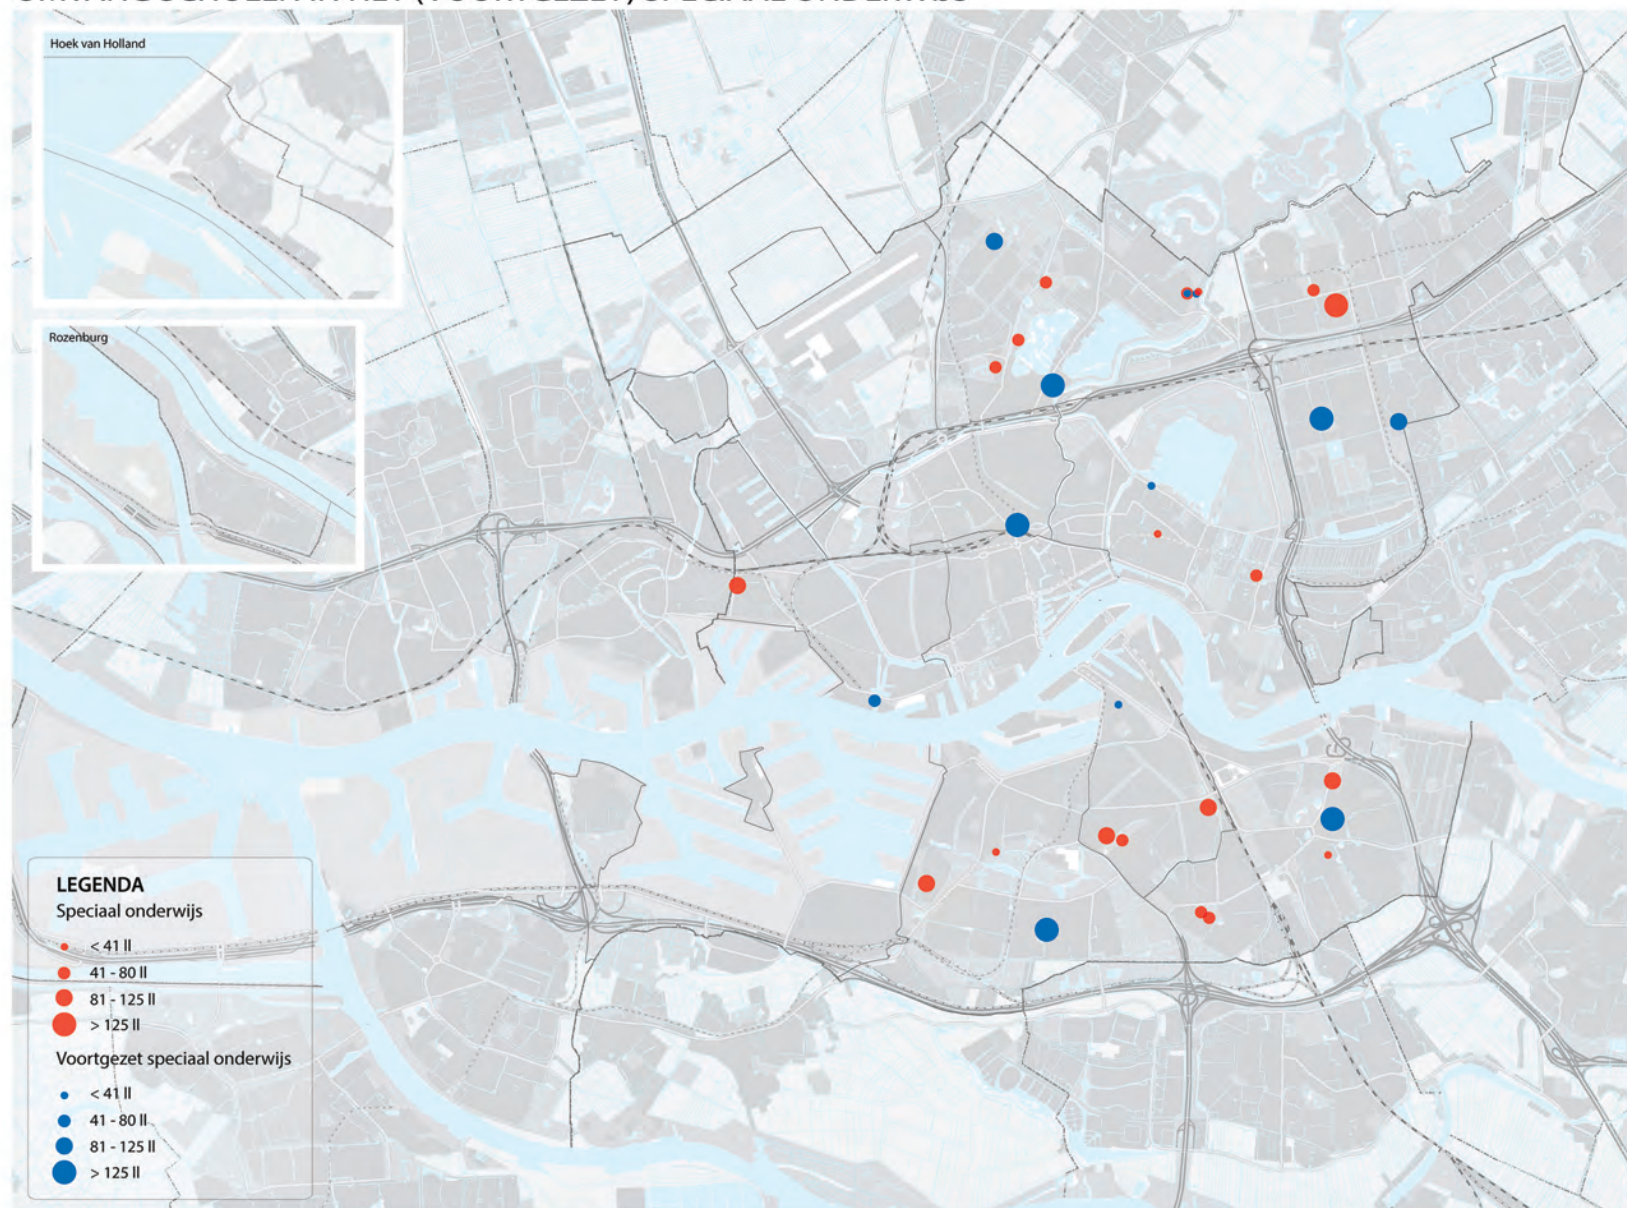 Hoek van Holland
Rozenburg
LEGENDA
Speciaal onderwijs
< 41 ll
41 - 80 ll
81 - 125 ll
> 125 ll
Voortgezet speciaal onderwijs
< 41 ll
41 - 80 ll
81 - 125 ll
> 125 ll